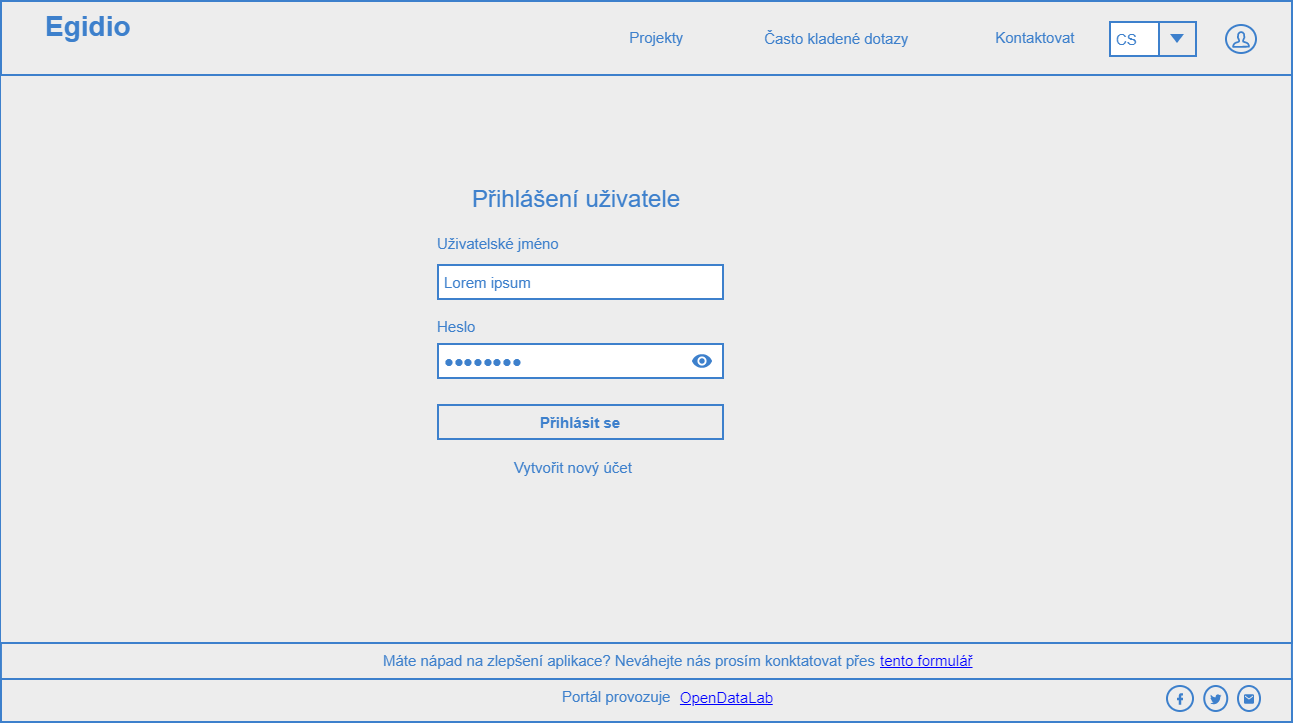 Egidio
Projekty
Často kladené dotazy
Kontaktovat
CS
Přihlášení uživatele
Uživatelské jméno
Lorem ipsum
Heslo
●●●●●●●●
Přihlásit se
Vytvořit nový účet
Máte nápad na zlepšení aplikace? Neváhejte nás prosím konktatovat přes tento formulář
Portál provozuje OpenDataLab